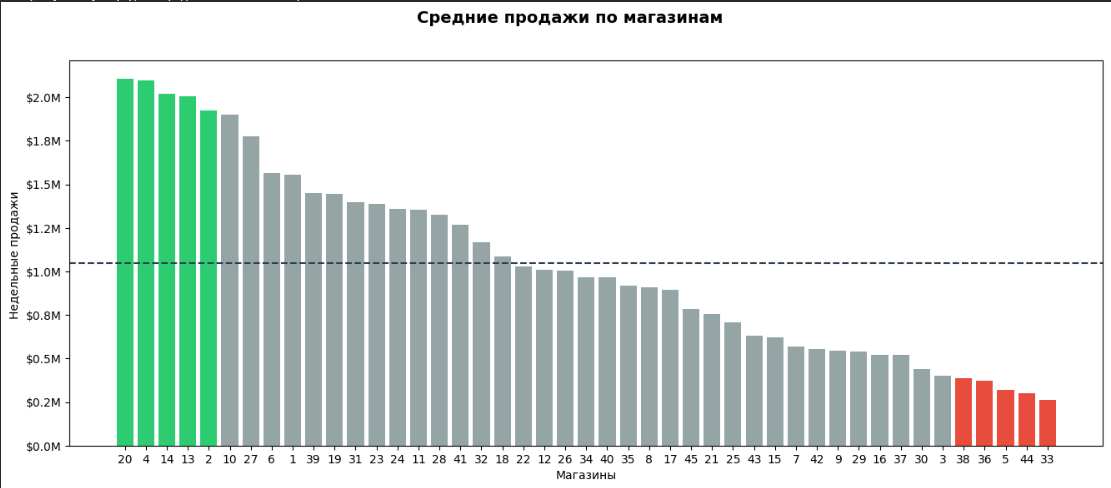 Средние продажи по магазинам
Недельные продажи
$2.0M
$1.8M
$1.5M
$1.2M
$1.0M
$0.8M
$0.5M
$0.2M
$0.0M
20 4 14 13 2 10 27 6 1 39 19 31 23 24 11 28 41 32 18 22 12 26 34 40 35 8 17 45 21 25 43 15 7 42 9 29 16 37 30 3 38 36 5 44 33
Магазины